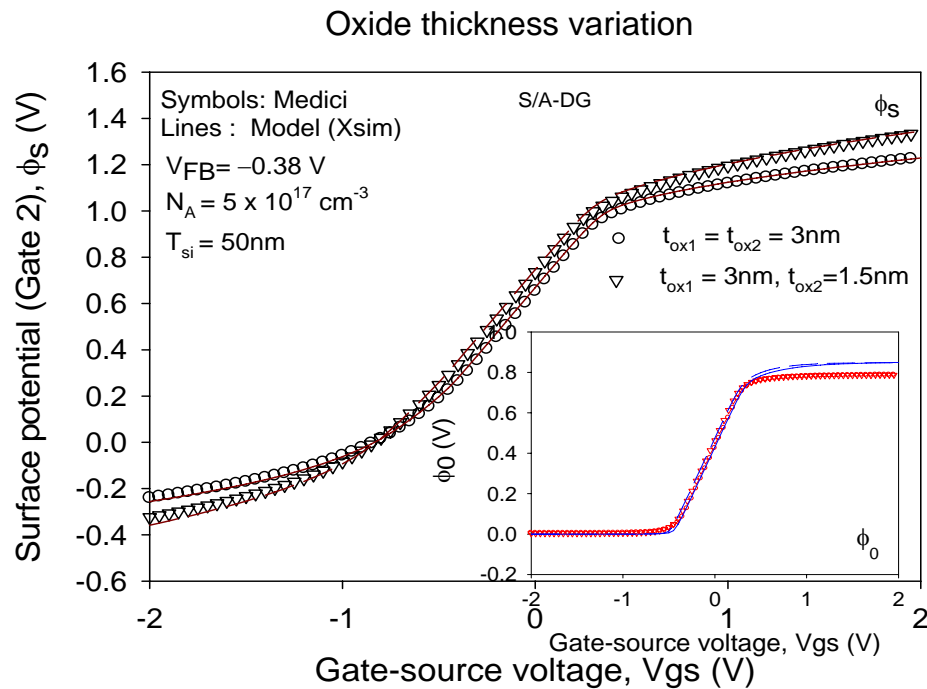 Oxide thickness variation
Surface potential (Gate 2), ϕS (V)
1.6
1.4
1.2
1.0
0.8
0.6
0.4
0.2
0.0
-0.2
-0.4
-0.6
Symbols: Medici
Lines : Model (Xsim)
VFB= −0.38 V
NA = 5 x 10^17 cm^-3
Tsi = 50nm
S/A-DG
ϕS
tox1 = tox2 = 3nm
tox1 = 3nm, tox2=1.5nm
ϕ0 (V)
0.8
0.6
0.4
0.2
0.0
-0.2
ϕ0
-2 -1 0 1 2
Gate-source voltage, Vgs (V)
-2 -1 0 1 2
Gate-source voltage, Vgs (V)